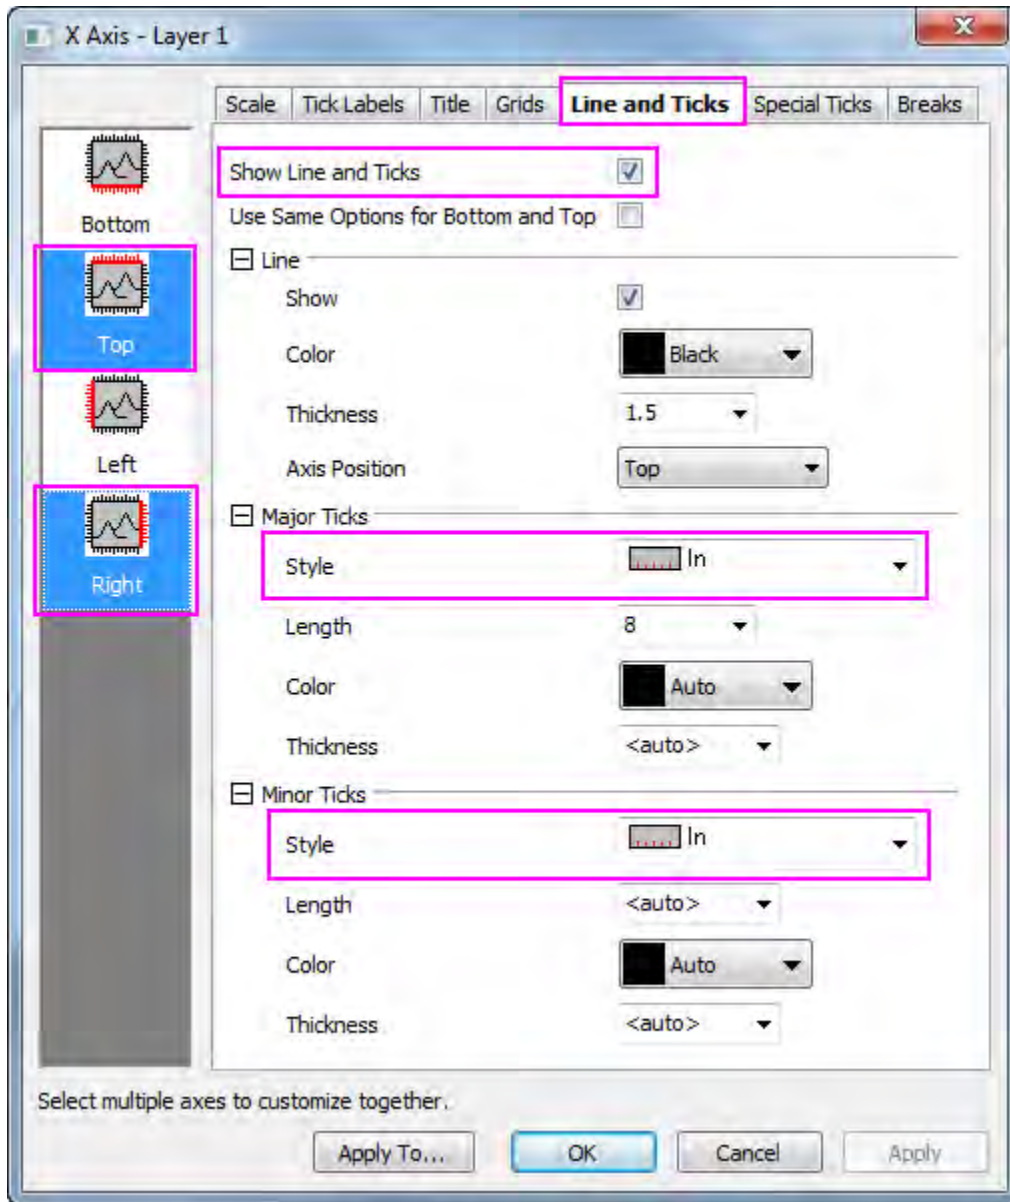 X Axis - Layer 1
Scale Tick Labels Title Grids Line and Ticks Special Ticks Breaks
Bottom
Top
Left
Right
Show Line and Ticks
Use Same Options for Bottom and Top
Line
Show
Color Black
Thickness 1.5
Axis Position Top
Major Ticks
Style In
Length 8
Color Auto
Thickness <auto>
Minor Ticks
Style In
Length <auto>
Color Auto
Thickness <auto>
Select multiple axes to customize together.
Apply To... OK Cancel Apply